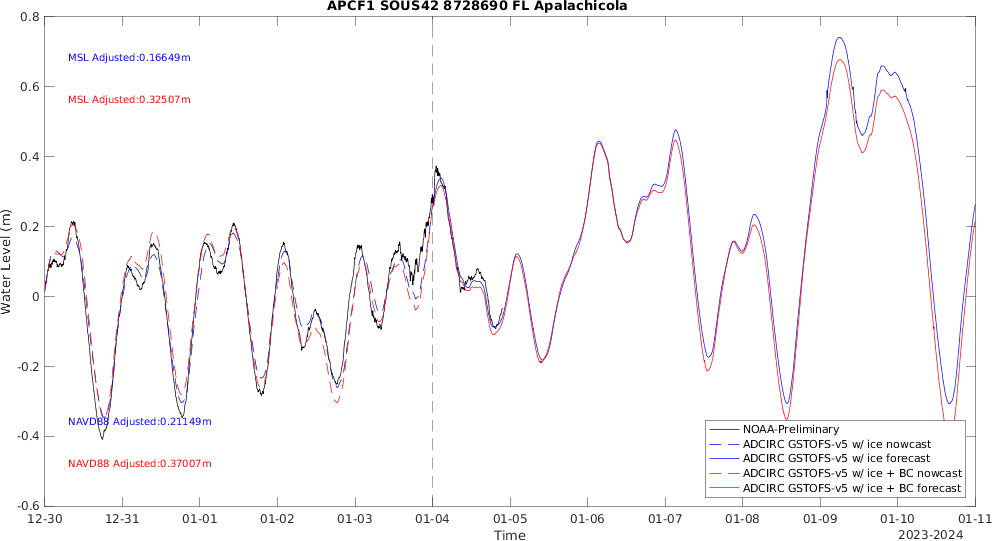 APCF1 SOUS42 8728690 FL Apalachicola
0.8
MSL Adjusted:0.16649m
0.6
MSL Adjusted:0.32507m
0.4
0.2
Water Level (m)
0
-0.2
NAVD88 Adjusted:0.21149m
-0.4
NAVD88 Adjusted:0.37007m
-0.6
NOAA-Preliminary
ADCIRC GSTOFS-v5 w/ ice nowcast
ADCIRC GSTOFS-v5 w/ ice forecast
ADCIRC GSTOFS-v5 w/ ice + BC nowcast
ADCIRC GSTOFS-v5 w/ ice + BC forecast
12-30 12-31 01-01 01-02 01-03 01-04 01-05 01-06 01-07 01-08 01-09 01-10 01-11
Time
2023-2024